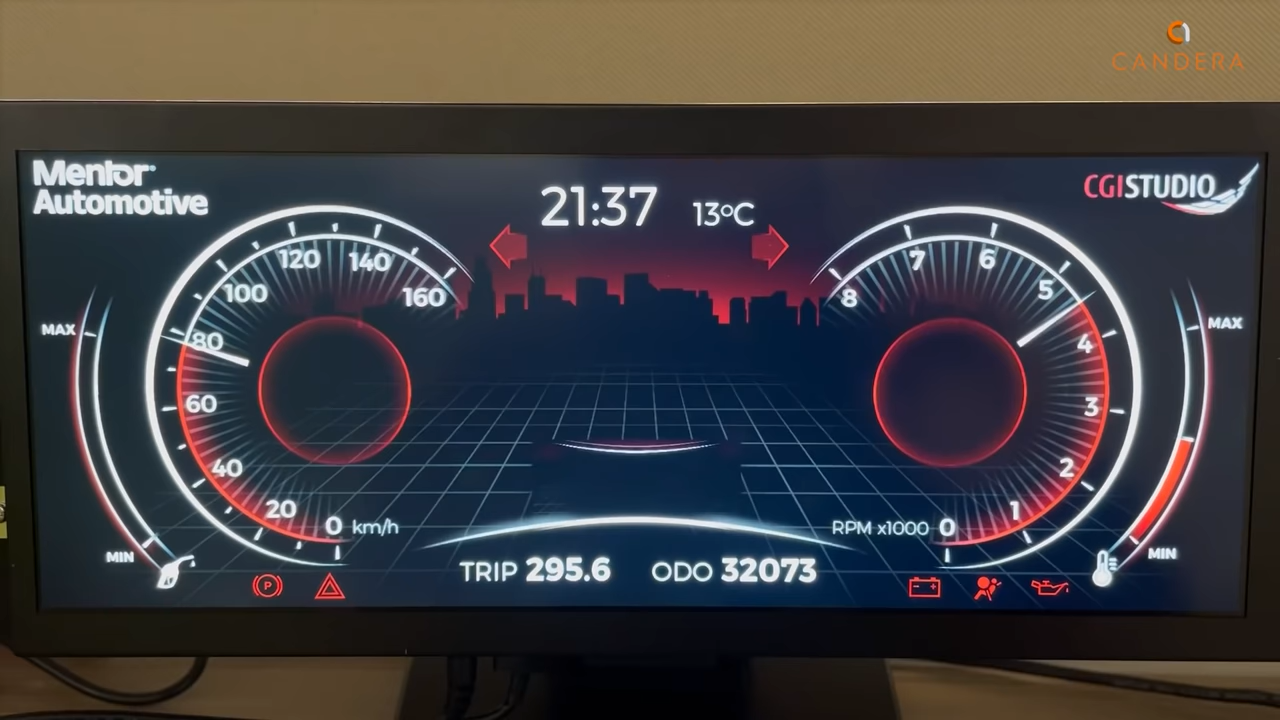 CANDERA
Mentor
Automotive
21:37 13°C
CGISTUDIO
120 140
100 160
80
60
40
20
0 km/h
MAX
MIN
7 6
8 5
4
3
2
1
RPM x1000 0
MAX
MIN
TRIP 295.6 ODO 32073
P